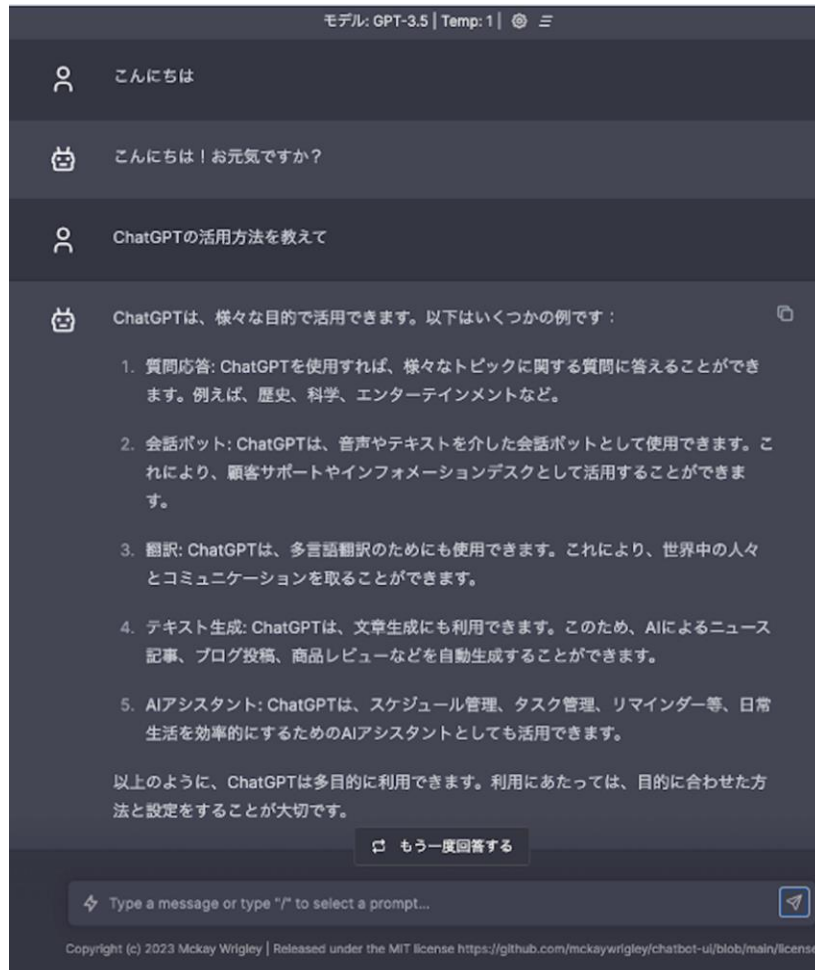 モデル: GPT-3.5 | Temp: 1 |
こんにちは
こんにちは！お元気ですか？
ChatGPTの活用方法を教えて
ChatGPTは、様々な目的で活用できます。以下はいくつかの例です：
1. 質問応答: ChatGPTを使用すれば、様々なトピックに関する質問に答えることができ
ます。例えば、歴史、科学、エンターテインメントなど。
2. 会話ボット: ChatGPTは、音声やテキストを介した会話ボットとして使用できます。こ
れにより、顧客サポートやインフォメーションデスクとして活用することができま
す。
3. 翻訳: ChatGPTは、多言語翻訳のためにも使用できます。これにより、世界中の人々
とコミュニケーションを取ることができます。
4. テキスト生成: ChatGPTは、文章生成にも利用できます。このため、AIによるニュース
記事、ブログ投稿、商品レビューなどを自動生成することができます。
5. AIアシスタント: ChatGPTは、スケジュール管理、タスク管理、リマインダー等、日常
生活を効率的にするためのAIアシスタントとしても活用できます。
以上のように、ChatGPTは多目的に利用できます。利用にあたっては、目的に合わせた方
法と設定をすることが大切です。
もう一度回答する
Type a message or type "/" to select a prompt...
Copyright (c) 2023 Mckay Wrigley | Released under the MIT license https://github.com/mckaywrigley/chatbot-ui/blob/main/license